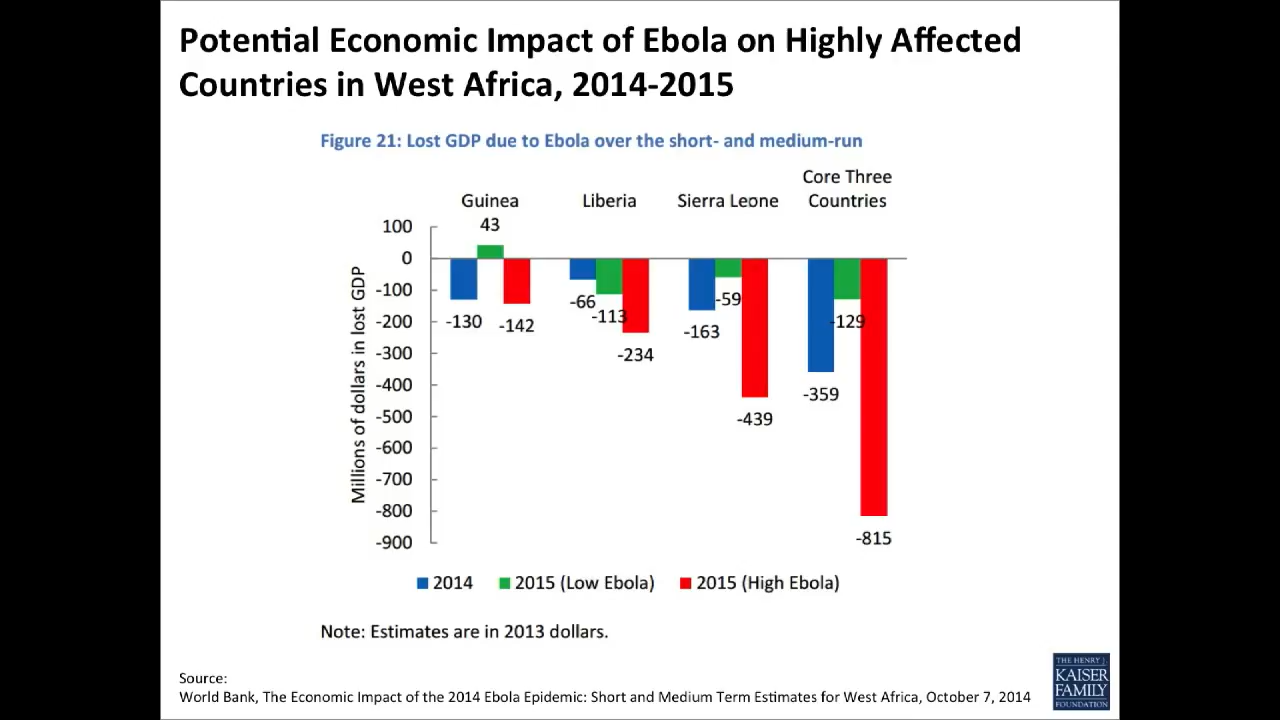 Potential Economic Impact of Ebola on Highly Affected
Countries in West Africa, 2014-2015
Figure 21: Lost GDP due to Ebola over the short- and medium-run
Guinea
Liberia
Sierra Leone
Core Three
Countries
Millions of dollars in lost GDP
100
0
-100
-200
-300
-400
-500
-600
-700
-800
-900
43
-130
-142
-66
-113
-234
-163
-59
-439
-359
-129
-815
2014
2015 (Low Ebola)
2015 (High Ebola)
Note: Estimates are in 2013 dollars.
Source:
World Bank, The Economic Impact of the 2014 Ebola Epidemic: Short and Medium Term Estimates for West Africa, October 7, 2014
THE HENRY J.
KAISER
FAMILY
FOUNDATION